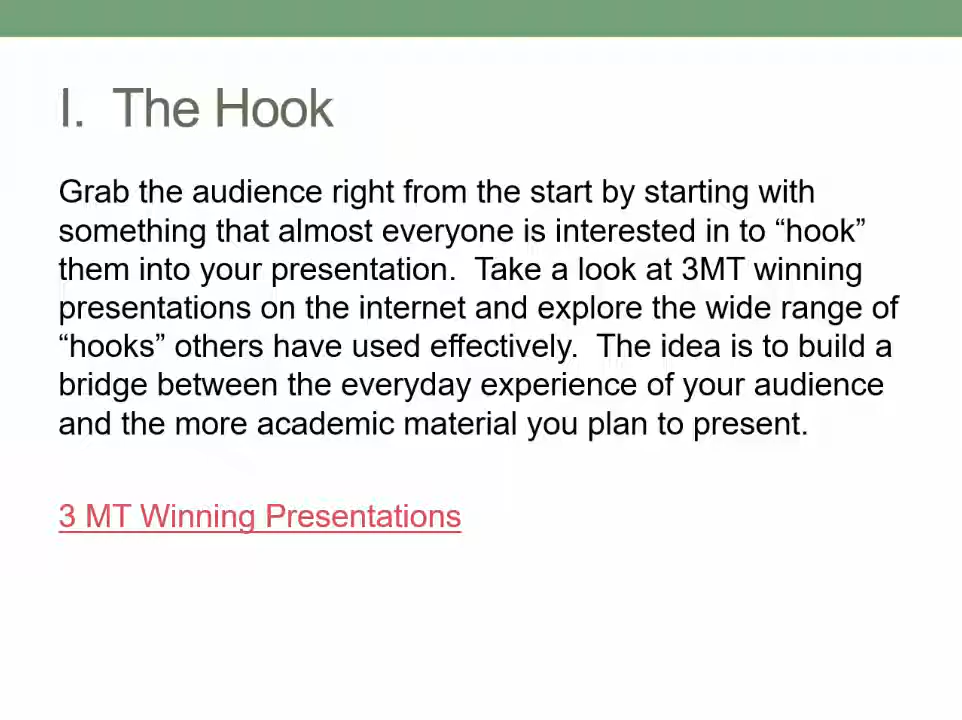 I.  The Hook
Grab the audience right from the start by starting with
something that almost everyone is interested in to “hook”
them into your presentation.  Take a look at 3MT winning
presentations on the internet and explore the wide range of
“hooks” others have used effectively.  The idea is to build a
bridge between the everyday experience of your audience
and the more academic material you plan to present.
3 MT Winning Presentations